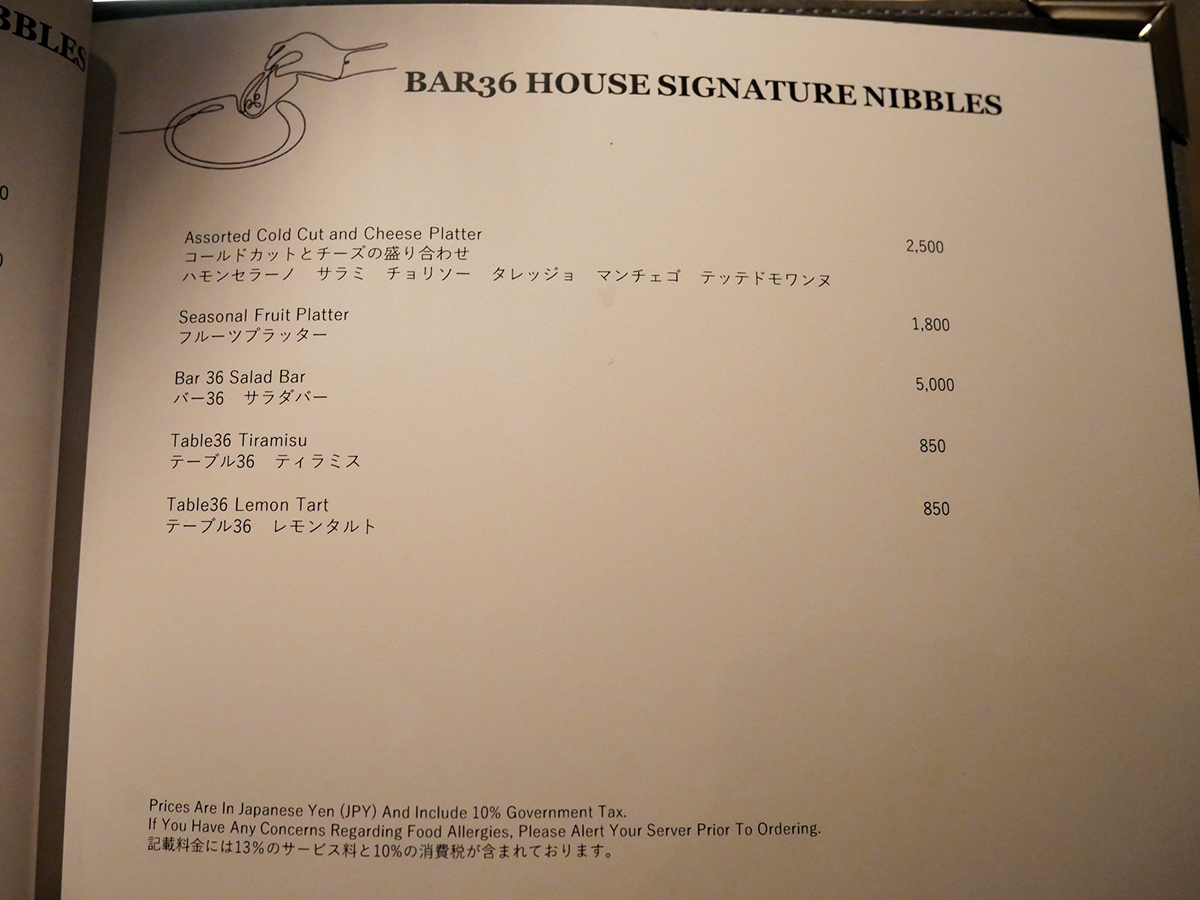 BBLES
0
0
BAR36 HOUSE SIGNATURE NIBBLES
Assorted Cold Cut and Cheese Platter 2,500
コールドカットとチーズの盛り合わせ
ハモンセラーノ サラミ チョリソー タレッジョ マンチェゴ テッテドモワンヌ
Seasonal Fruit Platter 1,800
フルーツプラッター
Bar 36 Salad Bar 5,000
バー36 サラダバー
Table36 Tiramisu 850
テーブル36 ティラミス
Table36 Lemon Tart 850
テーブル36 レモンタルト
Prices Are In Japanese Yen (JPY) And Include 10% Government Tax.
If You Have Any Concerns Regarding Food Allergies, Please Alert Your Server Prior To Ordering.
記載料金には13%のサービス料と10%の消費税が含まれております。